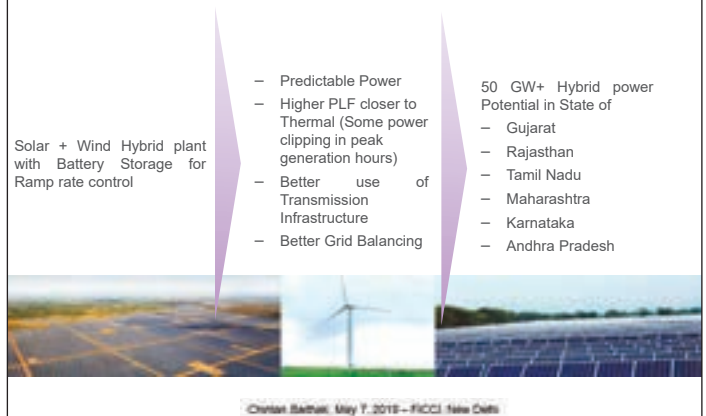 Solar + Wind Hybrid plant
with Battery Storage for
Ramp rate control
– Predictable Power
– Higher PLF closer to
Thermal (Some power
clipping in peak
generation hours)
– Better use of
Transmission
Infrastructure
– Better Grid Balancing
50 GW+ Hybrid power
Potential in State of
– Gujarat
– Rajasthan
– Tamil Nadu
– Maharashtra
– Karnataka
– Andhra Pradesh
May 7, 2019 – FICCI, New Delhi